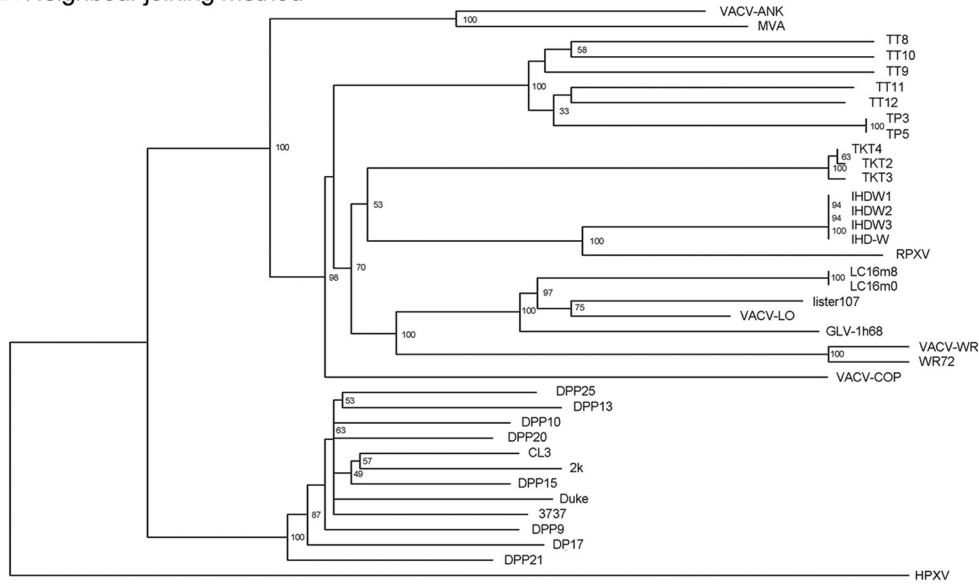 Neighbour-joining method
VACV-ANK
100
MVA
TT8
58
TT10
TT9
100
TT11
33
TT12
TP3
100
TP5
100
TKT4
63
TKT2
100
TKT3
IHDW1
94
IHDW2
53
94
IHDW3
100
IHD-W
100
RPXV
70
98
LC16m8
100
LC16m0
97
lister107
75
100
VACV-LO
GLV-1h68
100
VACV-WR
100
WR72
VACV-COP
DPP25
53
DPP13
DPP10
63
DPP20
CL3
57
2k
49
DPP15
Duke
87
3737
DPP9
100
DP17
DPP21
HPXV